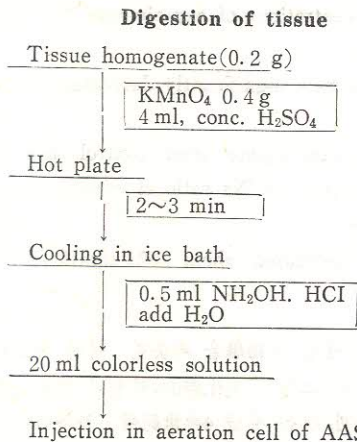 Digestion of tissue
Tissue homogenate(0.2 g)
KMnO₄ 0.4g
4 ml, conc. H₂SO₄
Hot plate
2~3 min
Cooling in ice bath
0.5 ml NH₂OH. HCl
add H₂O
20 ml colorless solution
Injection in aeration cell of AAS